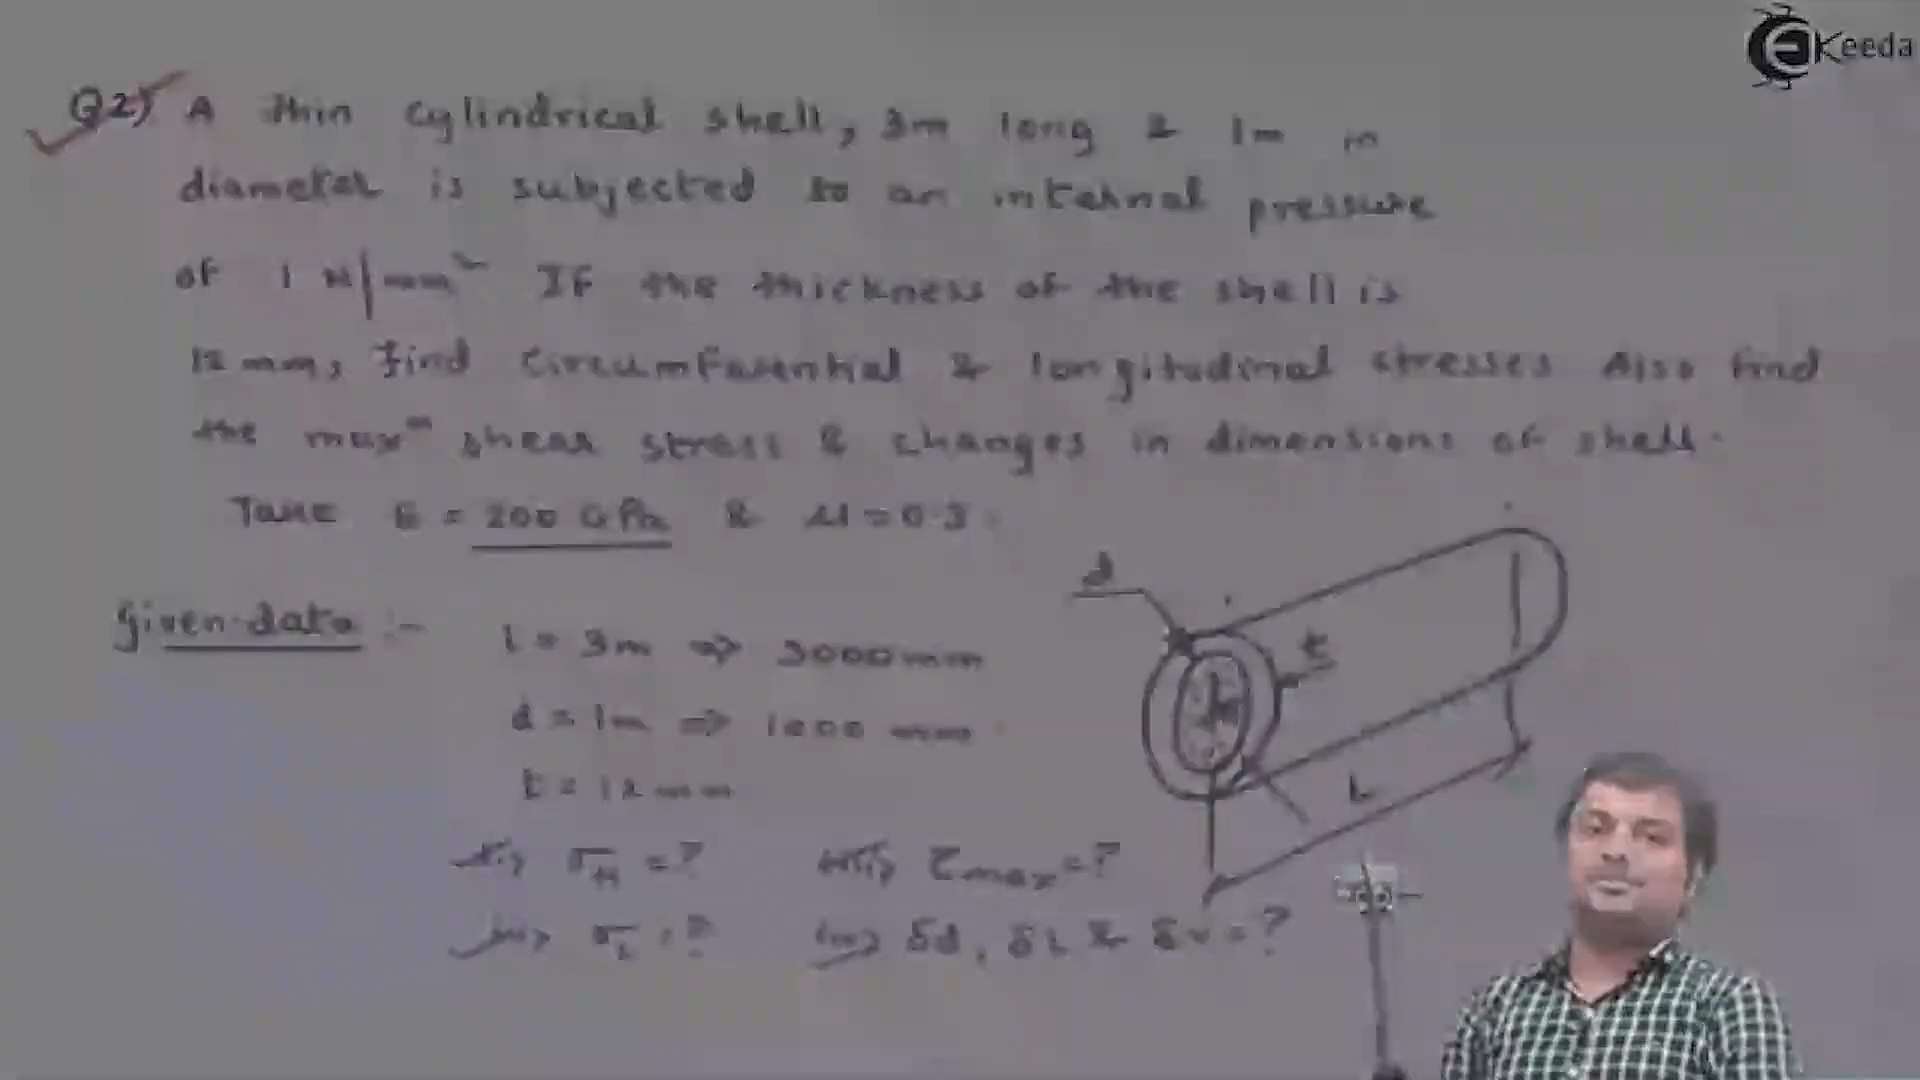 Keeda
Q2) A thin cylindrical shell, 3m long & 1m in
diameter is subjected to an internal pressure
of 1 N/mm² If the thickness of the shell is
12 mm, find circumferential & longitudinal stresses Also find
the maxm shear stress & changes in dimensions of shell.
Take E = 200 GPa & μ = 0.3.
Given data :-
l = 3m ⇒ 3000 mm
d = 1m ⇒ 1000 mm
t = 12 mm
i) σH = ?
iii) τmax = ?
ii) σL = ?
iv) δd, δL & δv = ?
d
t
L